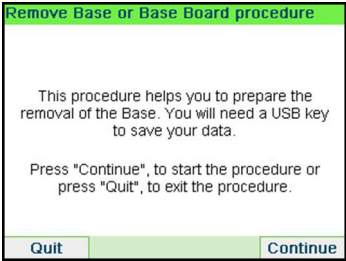 Remove Base or Base Board procedure
This procedure helps you to prepare the
removal of the Base. You will need a USB key
to save your data.
Press "Continue", to start the procedure or
press "Quit", to exit the procedure.
Quit
Continue